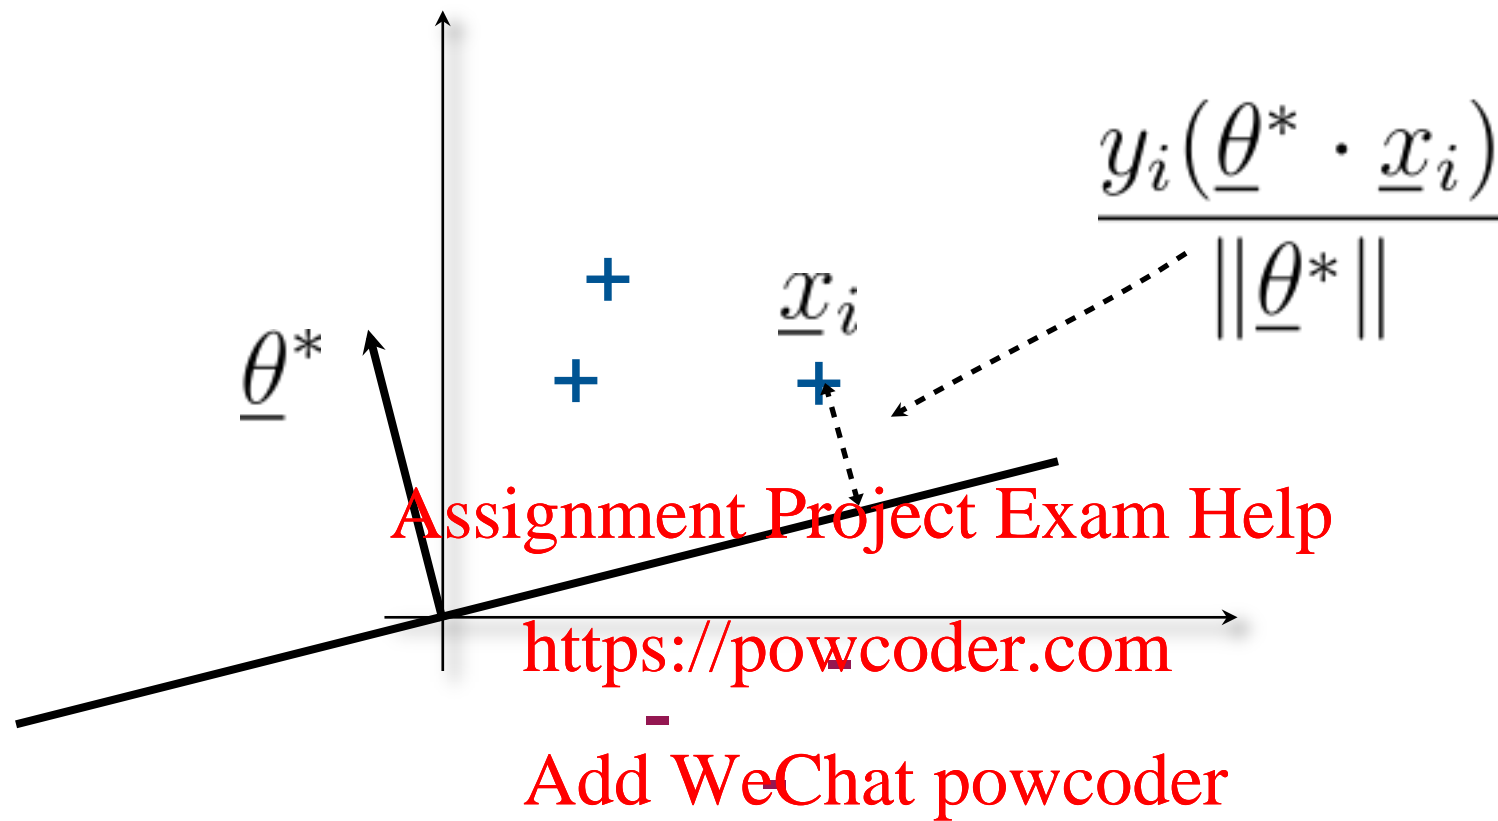 y_i(θ* · x_i)
||θ*||
x_i
θ*
Assignment Project Exam Help
https://powcoder.com
Add WeChat powcoder